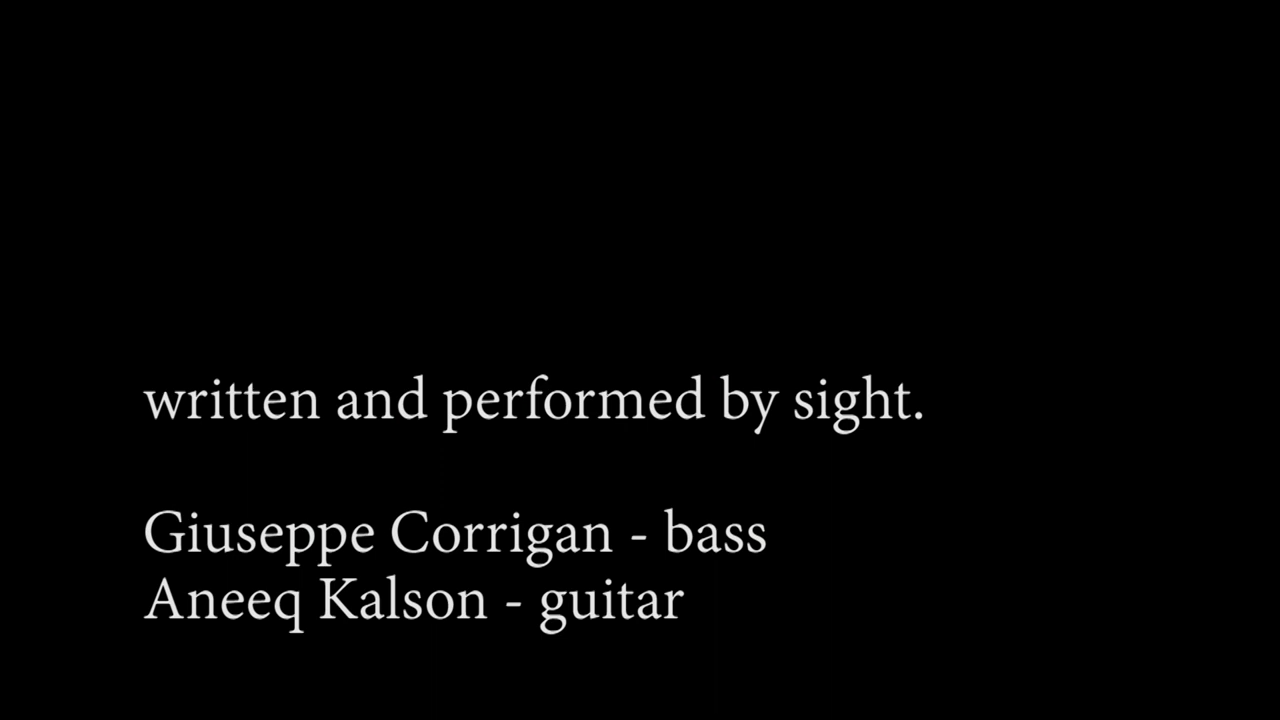 written and performed by sight.
Giuseppe Corrigan - bass
Aneeq Kalson - guitar